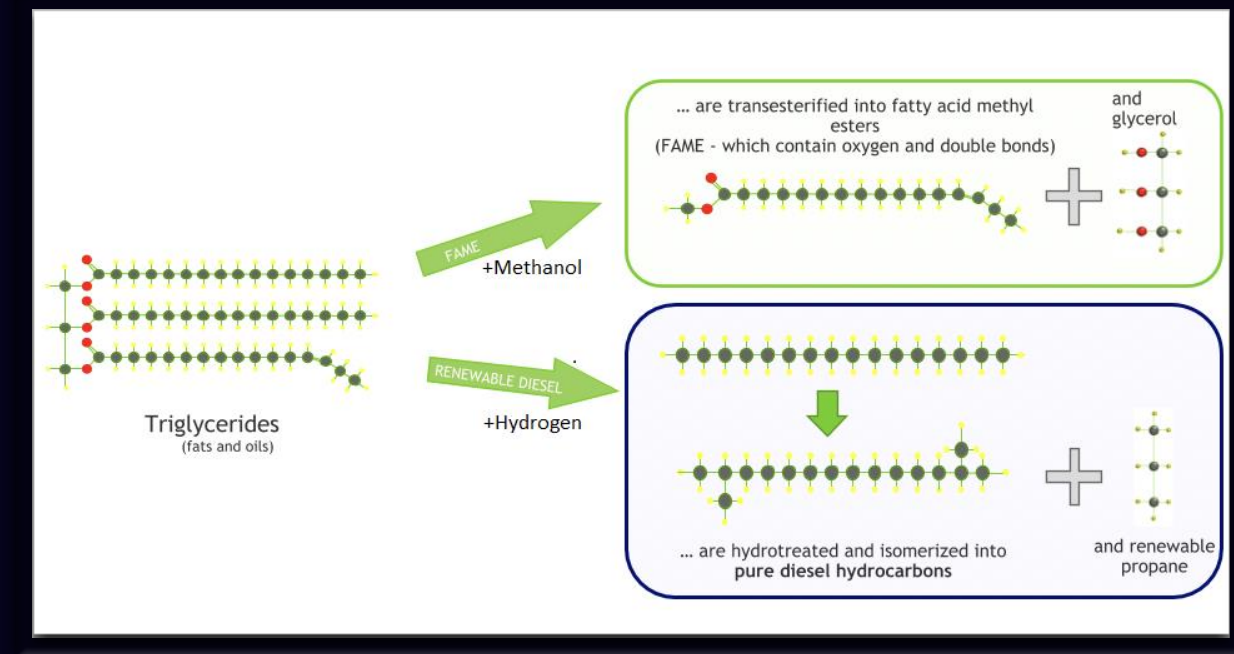 ... are transesterified into fatty acid methyl
esters
(FAME - which contain oxygen and double bonds)
and
glycerol
FAME
+Methanol
Triglycerides
(fats and oils)
RENEWABLE DIESEL
+Hydrogen
... are hydrotreated and isomerized into
pure diesel hydrocarbons
and renewable
propane